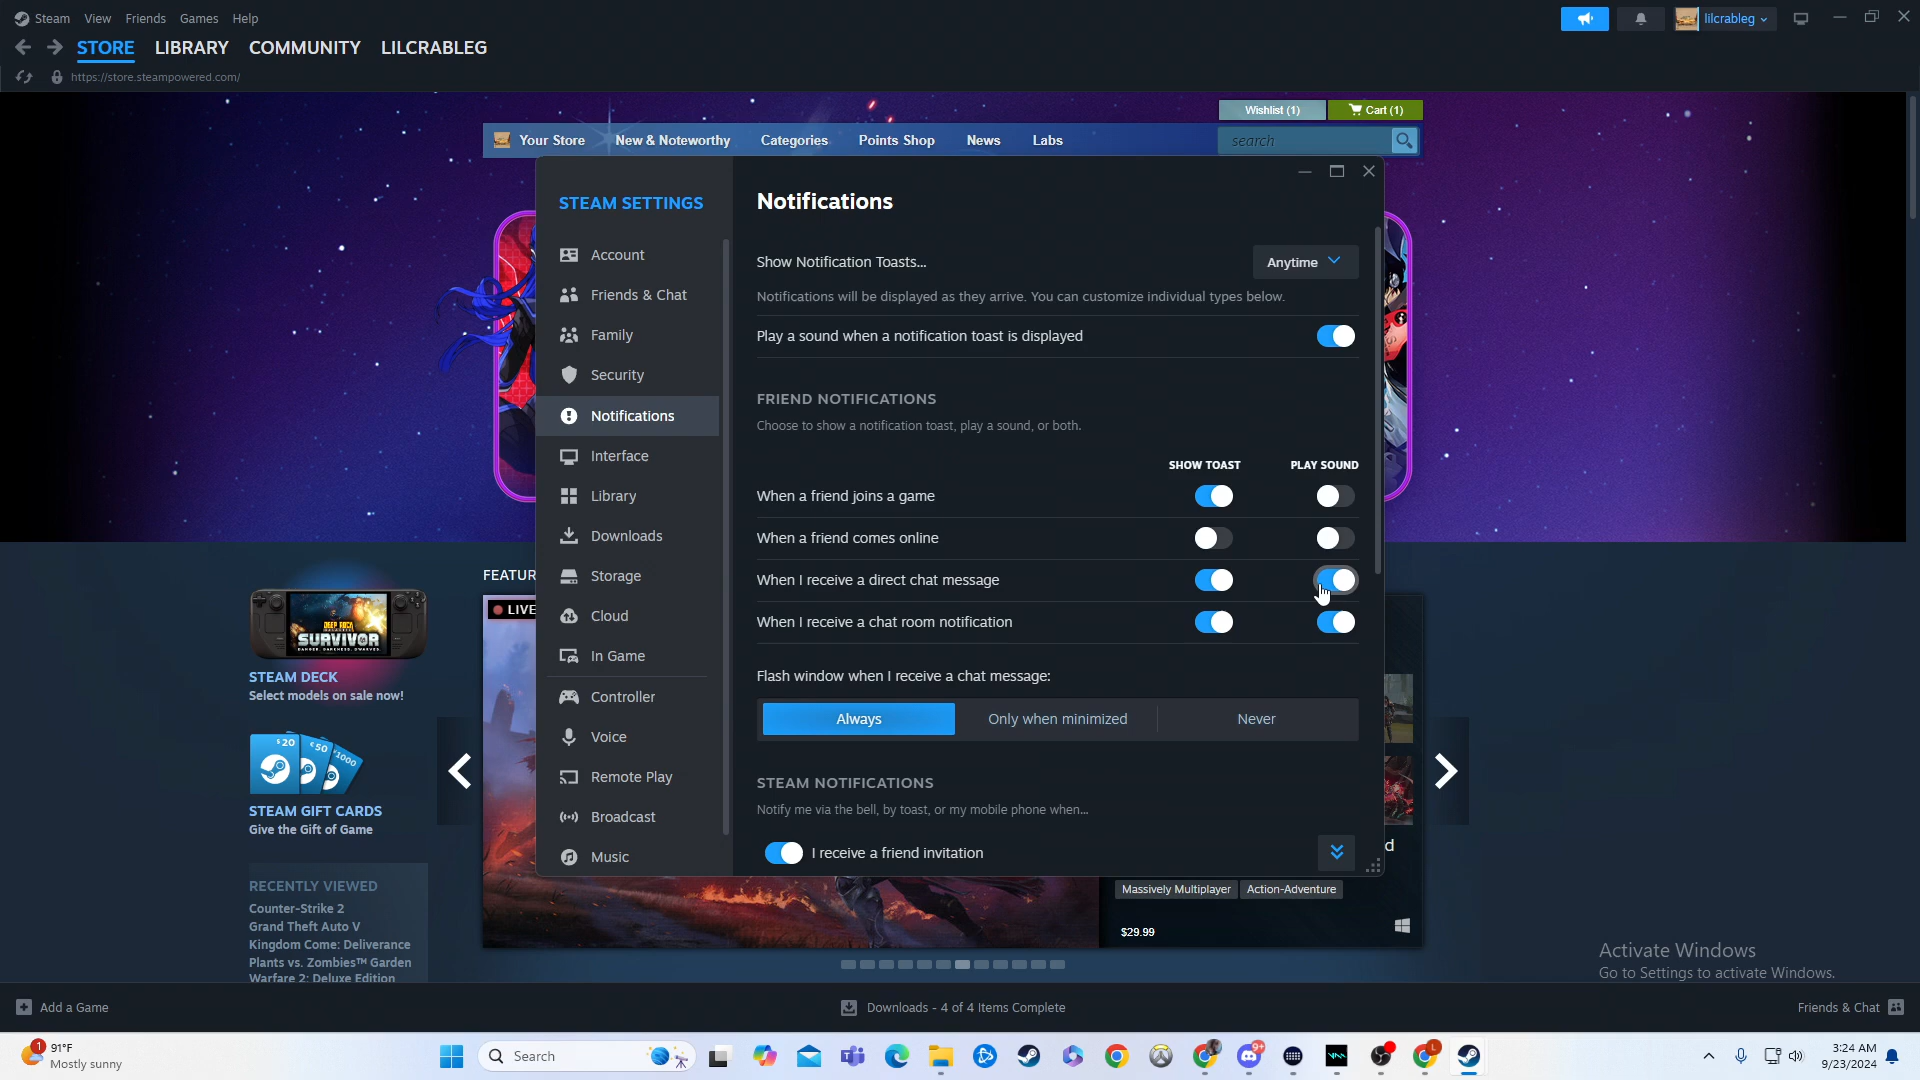 Steam View Friends Games Help
lilcrableg
STORE LIBRARY COMMUNITY LILCRABLEG
https://store.steampowered.com/
Wishlist (1) Cart (1)
Your Store New & Noteworthy Categories Points Shop News Labs search
STEAM SETTINGS
Account
Friends & Chat
Family
Security
Notifications
Interface
Library
Downloads
Storage
Cloud
In Game
Controller
Voice
Remote Play
Broadcast
Music
Notifications
Show Notification Toasts... Anytime
Notifications will be displayed as they arrive. You can customize individual types below.
Play a sound when a notification toast is displayed
FRIEND NOTIFICATIONS
Choose to show a notification toast, play a sound, or both.
SHOW TOAST PLAY SOUND
When a friend joins a game
When a friend comes online
When I receive a direct chat message
When I receive a chat room notification
Flash window when I receive a chat message:
Always Only when minimized Never
STEAM NOTIFICATIONS
Notify me via the bell, by toast, or my mobile phone when...
I receive a friend invitation
FEATUR
LIVE
DEEP ROCK
SURVIVOR
STEAM DECK
Select models on sale now!
$20 €50 ¥1000
STEAM GIFT CARDS
Give the Gift of Game
RECENTLY VIEWED
Counter-Strike 2
Grand Theft Auto V
Kingdom Come: Deliverance
Plants vs. Zombies™ Garden
Warfare 2: Deluxe Edition
d
Massively Multiplayer Action-Adventure
$29.99
Activate Windows
Go to Settings to activate Windows.
Add a Game
Downloads - 4 of 4 Items Complete
Friends & Chat
1
91°F
Mostly sunny
Search
9+
3:24 AM
9/23/2024